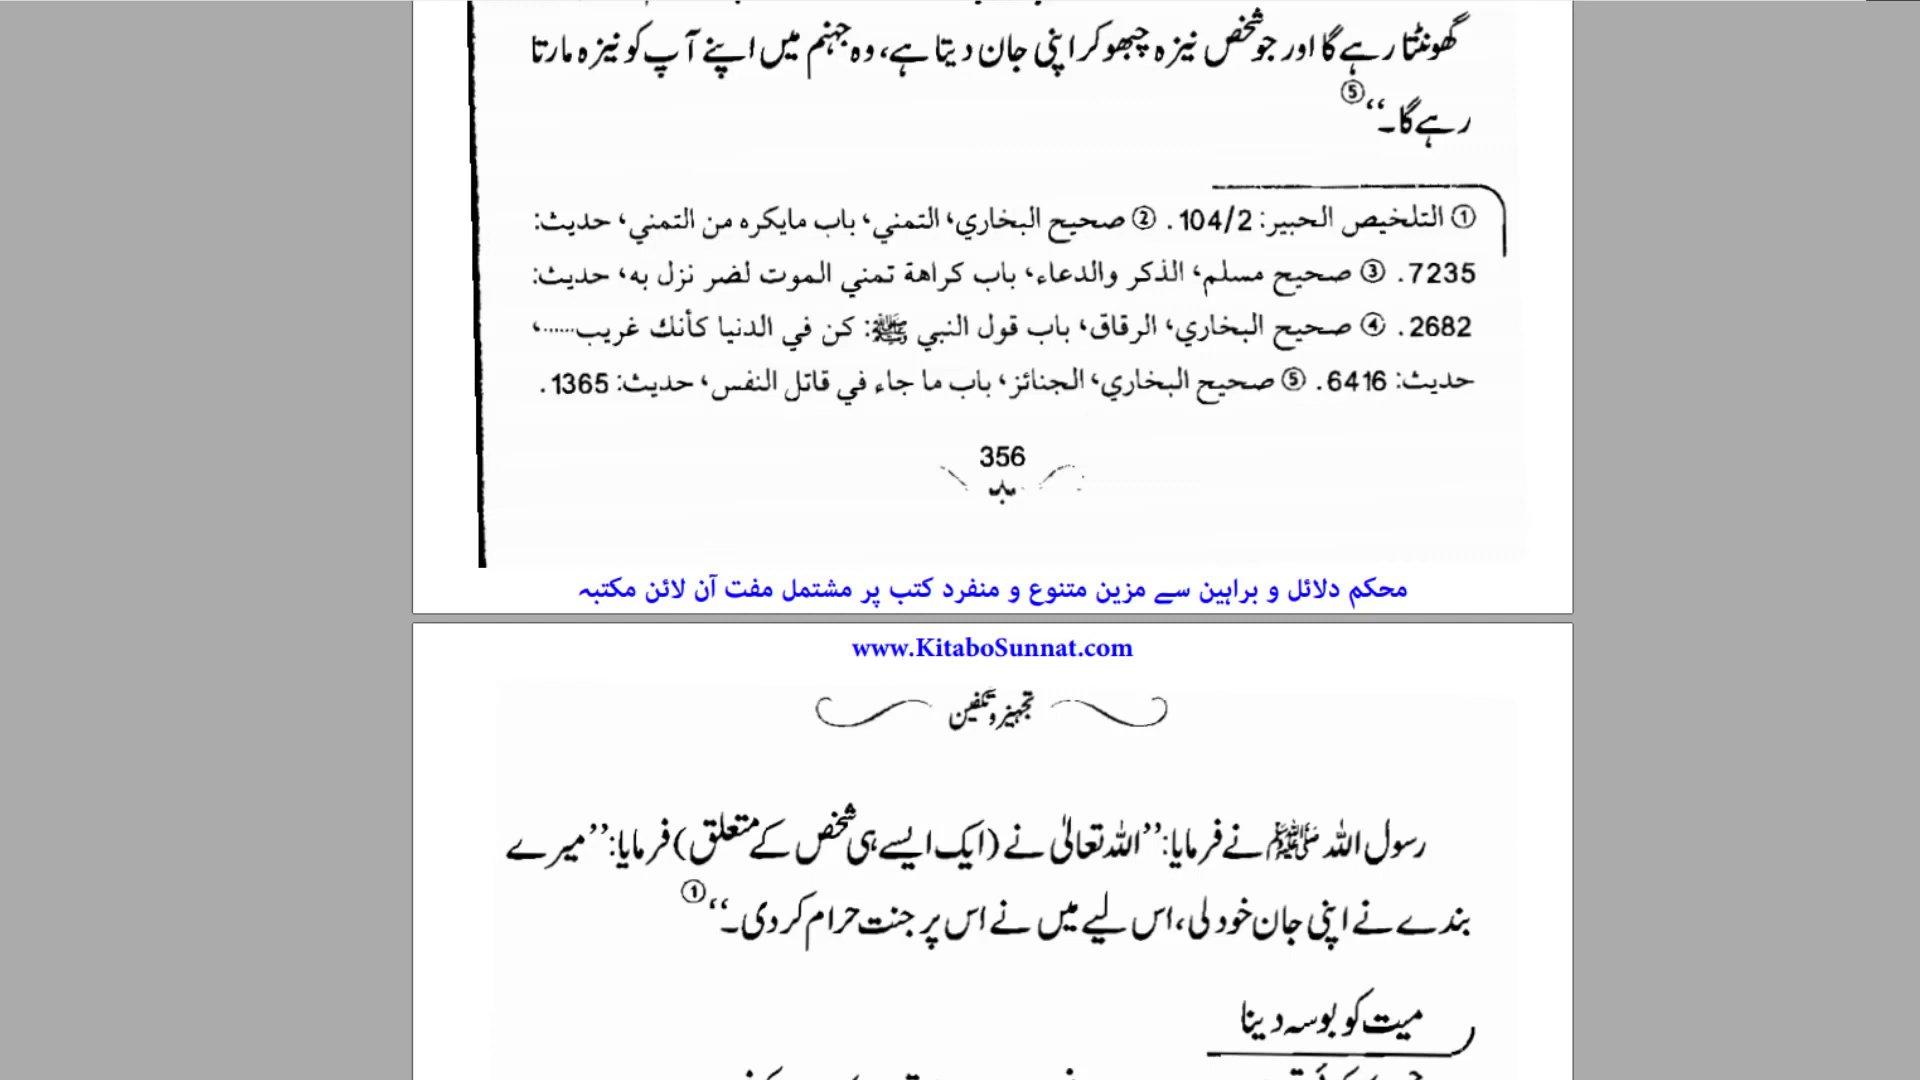 گھونٹتا رہے گا اور جو شخص نیزہ چبھو کر اپنی جان دیتا ہے، وہ جہنم میں اپنے آپ کو نیزہ مارتا
رہے گا۔‘‘⑤
① التلخيص الحبير: 104/2. ② صحيح البخاري، التمني، باب مايكره من التمني، حديث:
7235. ③ صحيح مسلم، الذكر والدعاء، باب كراهة تمني الموت لضر نزل به، حديث:
2682. ④ صحيح البخاري، الرقاق، باب قول النبي ﷺ: كن في الدنيا كأنك غريب......،
حديث: 6416. ⑤ صحيح البخاري، الجنائز، باب ما جاء في قاتل النفس، حديث: 1365.
356
محکم دلائل و براہین سے مزین متنوع و منفرد کتب پر مشتمل مفت آن لائن مکتبہ
www.KitaboSunnat.com
تجہیز و تکفین
رسول اللہ ﷺ نے فرمایا: ’’اللہ تعالیٰ نے (ایک ایسے ہی شخص کے متعلق) فرمایا: ’’میرے
بندے نے اپنی جان خود لی، اس لیے میں نے اس پر جنت حرام کر دی۔‘‘①
میت کو بوسہ دینا